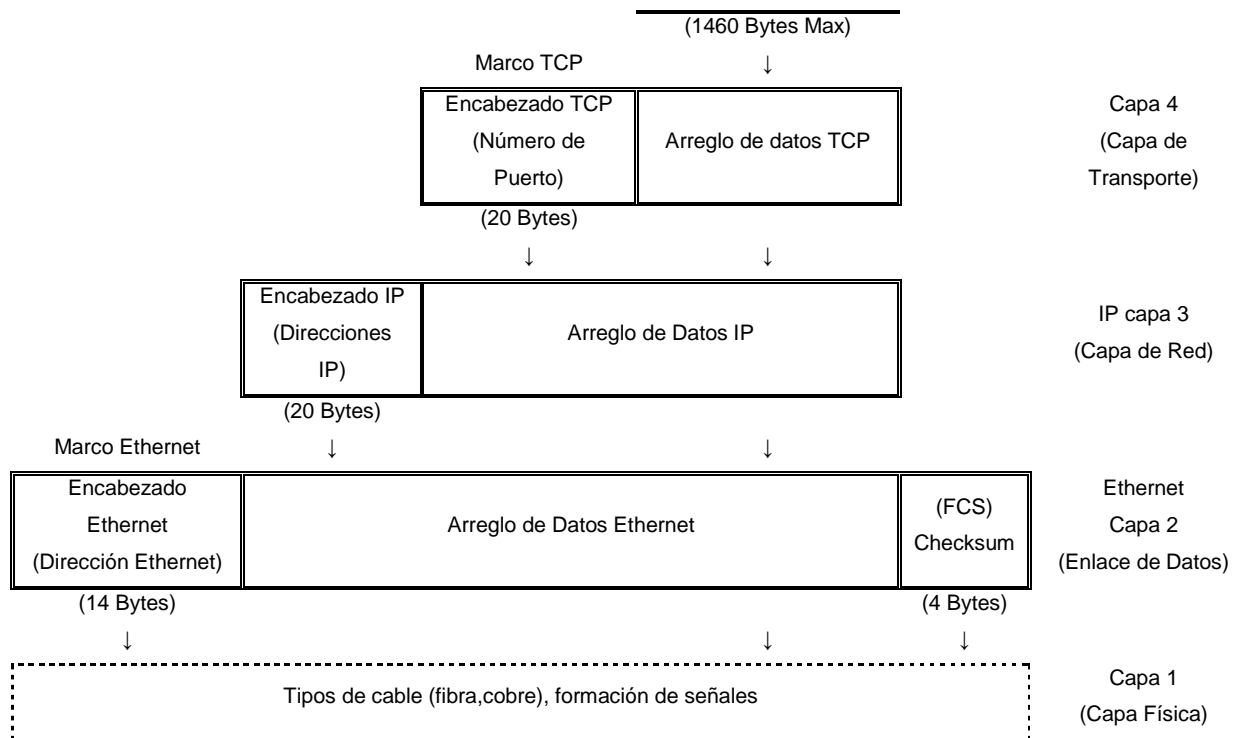 (1460 Bytes Max)
Marco TCP ↓
Encabezado TCP
(Número de
Puerto)
Arreglo de datos TCP
Capa 4
(Capa de
Transporte)
(20 Bytes)
↓ ↓
Encabezado IP
(Direcciones
IP)
Arreglo de Datos IP
IP capa 3
(Capa de Red)
(20 Bytes)
Marco Ethernet ↓ ↓
Encabezado
Ethernet
(Dirección Ethernet)
Arreglo de Datos Ethernet
(FCS)
Checksum
Ethernet
Capa 2
(Enlace de Datos)
(14 Bytes) (4 Bytes)
↓ ↓ ↓
Tipos de cable (fibra,cobre), formación de señales
Capa 1
(Capa Física)